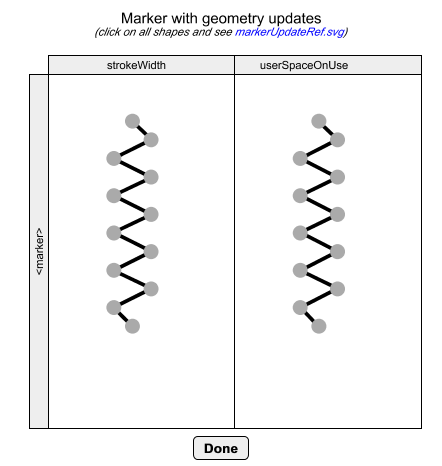 Marker with geometry updates
(click on all shapes and see markerUpdateRef.svg)
strokeWidth
userSpaceOnUse
<marker>
Done